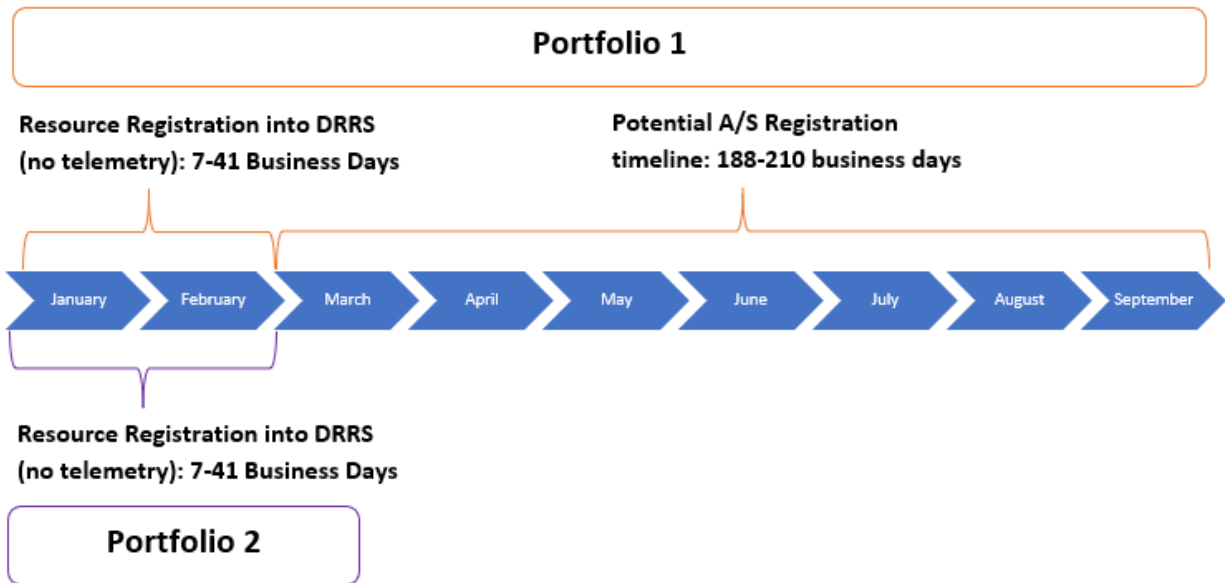 Portfolio 1
Resource Registration into DRRS
(no telemetry): 7-41 Business Days
Potential A/S Registration
timeline: 188-210 business days
January
February
March
April
May
June
July
August
September
Resource Registration into DRRS
(no telemetry): 7-41 Business Days
Portfolio 2